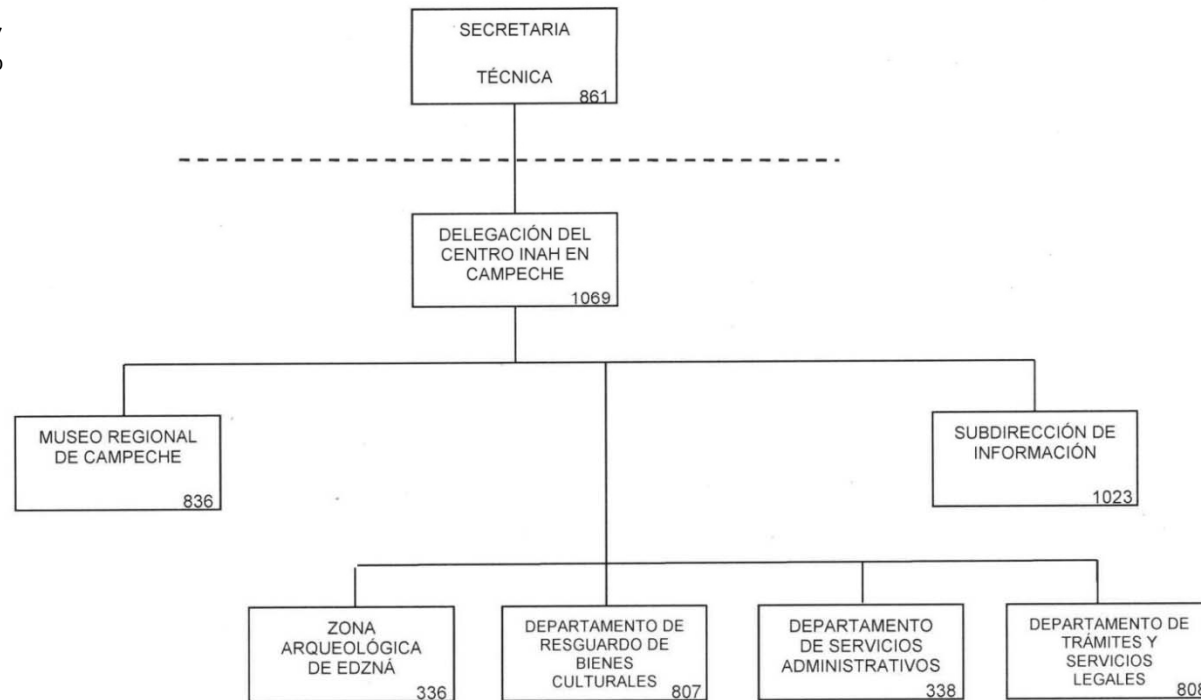 SECRETARIA
TÉCNICA
861
DELEGACIÓN DEL
CENTRO INAH EN
CAMPECHE
1069
MUSEO REGIONAL
DE CAMPECHE
836
SUBDIRECCIÓN DE
INFORMACIÓN
1023
ZONA
ARQUEOLÓGICA
DE EDZNÁ
336
DEPARTAMENTO DE
RESGUARDO DE
BIENES
CULTURALES
807
DEPARTAMENTO
DE SERVICIOS
ADMINISTRATIVOS
338
DEPARTAMENTO DE
TRÁMITES Y
SERVICIOS
LEGALES